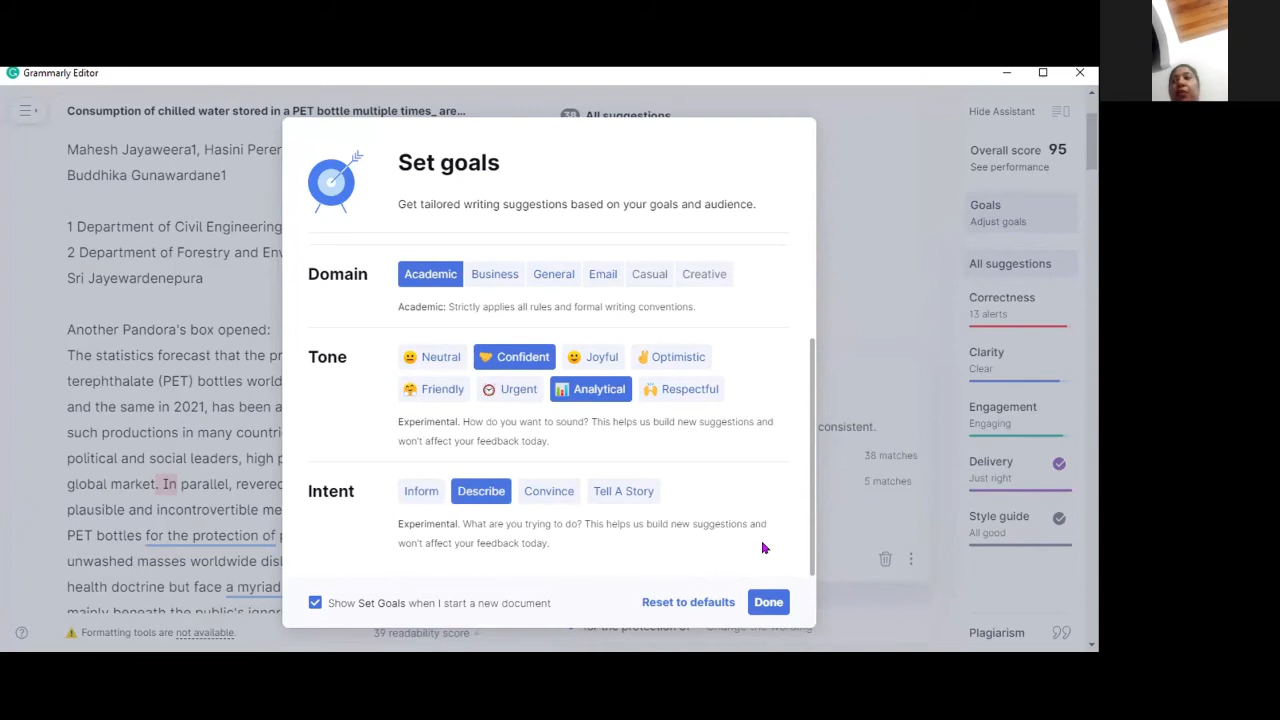 Grammarly Editor
Consumption of chilled water stored in a PET bottle multiple times_ are...
All suggestions
Hide Assistant
Mahesh Jayaweera1, Hasini Perer
Buddhika Gunawardane1
1 Department of Civil Engineering
2 Department of Forestry and Env
Sri Jayewardenepura
Another Pandora's box opened:
The statistics forecast that the pr
terephthalate (PET) bottles world
and the same in 2021, has been a
such productions in many countri
political and social leaders, high p
global market. In parallel, revered
plausible and incontrovertible me
PET bottles for the protection of p
unwashed masses worldwide dis
health doctrine but face a myriad
mainly beneath the public's ignor
Set goals
Get tailored writing suggestions based on your goals and audience.
Domain
Academic Business General Email Casual Creative
Academic: Strictly applies all rules and formal writing conventions.
Tone
Neutral Confident Joyful Optimistic
Friendly Urgent Analytical Respectful
Experimental. How do you want to sound? This helps us build new suggestions and
won't affect your feedback today.
Intent
Inform Describe Convince Tell A Story
Experimental. What are you trying to do? This helps us build new suggestions and
won't affect your feedback today.
Show Set Goals when I start a new document
Reset to defaults
Done
consistent.
38 matches
5 matches
Overall score 95
See performance
Goals
Adjust goals
All suggestions
Correctness
13 alerts
Clarity
Clear
Engagement
Engaging
Delivery
Just right
Style guide
All good
Plagiarism
Formatting tools are not available.
39 readability score
for the protection of Change the wording